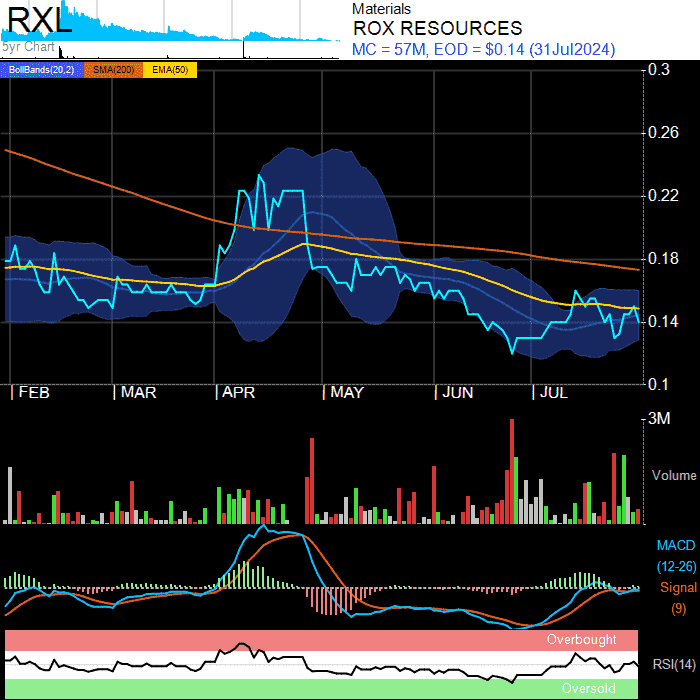 RXL
5yr Chart
Materials
ROX RESOURCES
MC = 57M, EOD = $0.14 (31Jul2024)
BollBands(20,2) SMA(200) EMA(50)
0.3
0.26
0.22
0.18
0.14
0.1
FEB MAR APR MAY JUN JUL
3M
Volume
MACD
(12-26)
Signal
(9)
Overbought
RSI(14)
Oversold